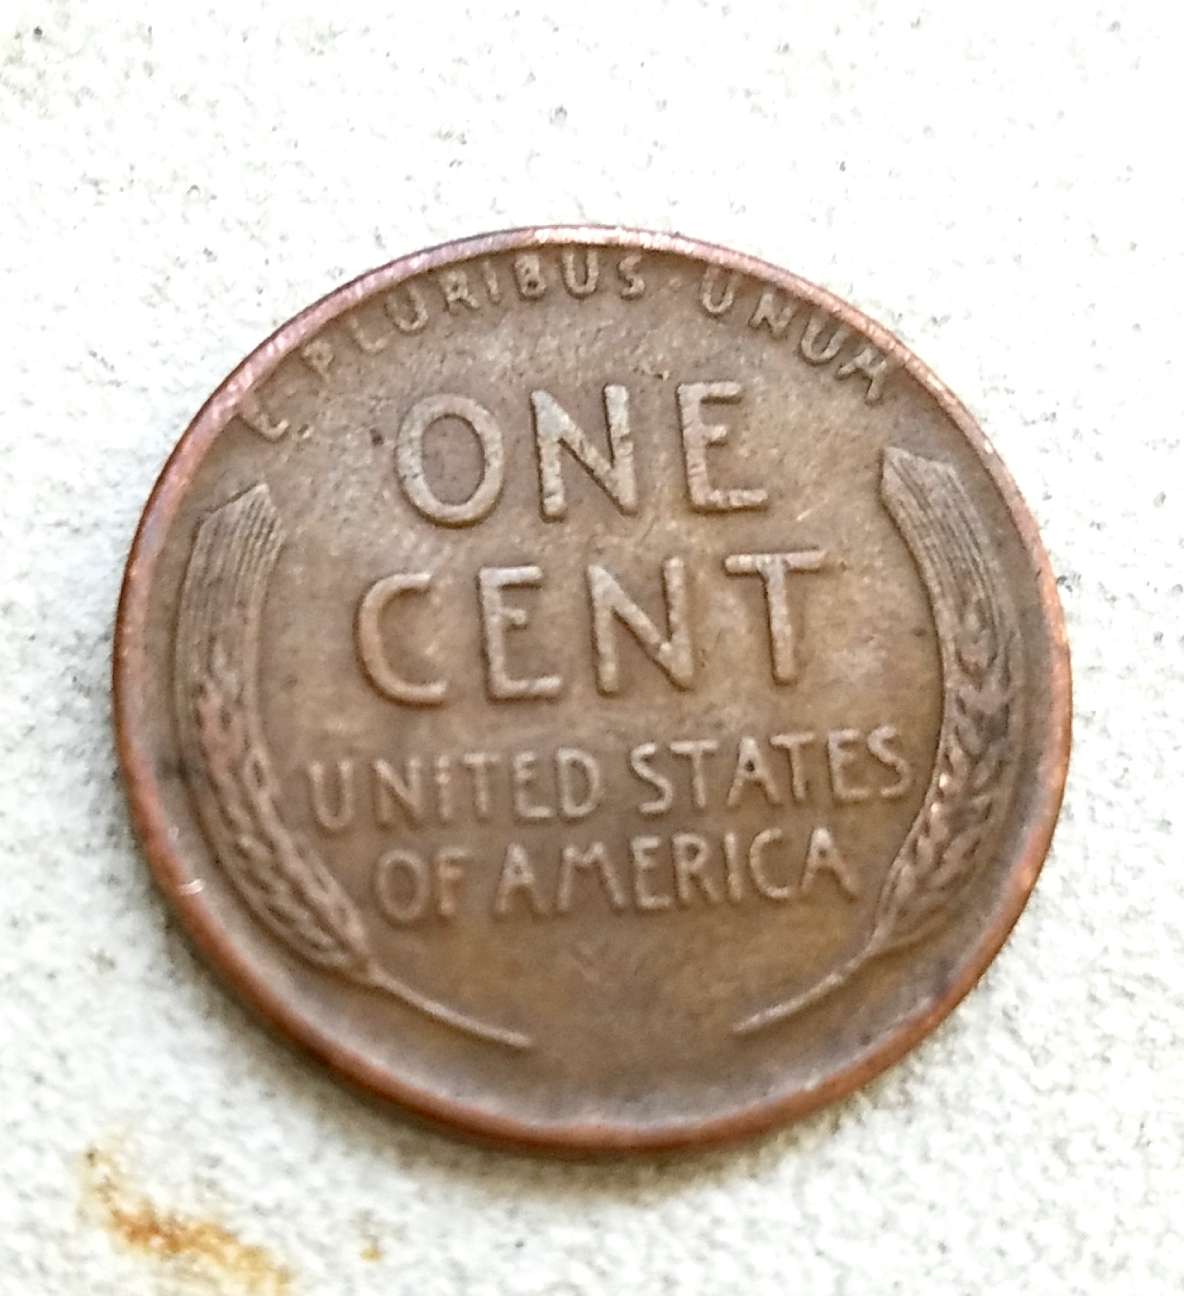 E·PLURIBUS·UNUM
ONE
CENT
UNITED STATES
OF AMERICA